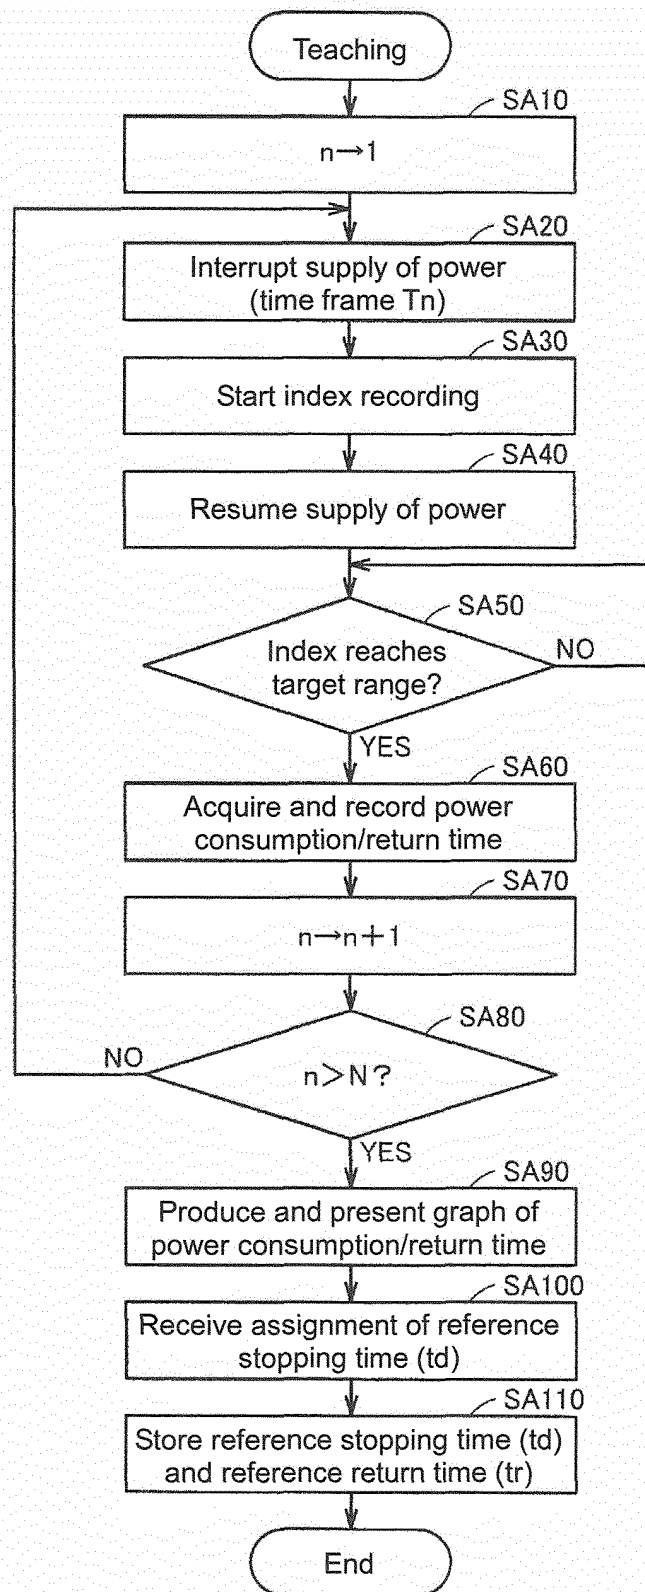 Teaching
SA10
n→1
SA20
Interrupt supply of power
(time frame Tn)
SA30
Start index recording
SA40
Resume supply of power
SA50
Index reaches
target range?
NO
YES
SA60
Acquire and record power
consumption/return time
SA70
n→n+1
SA80
NO
n>N?
YES
SA90
Produce and present graph of
power consumption/return time
SA100
Receive assignment of reference
stopping time (td)
SA110
Store reference stopping time (td)
and reference return time (tr)
End